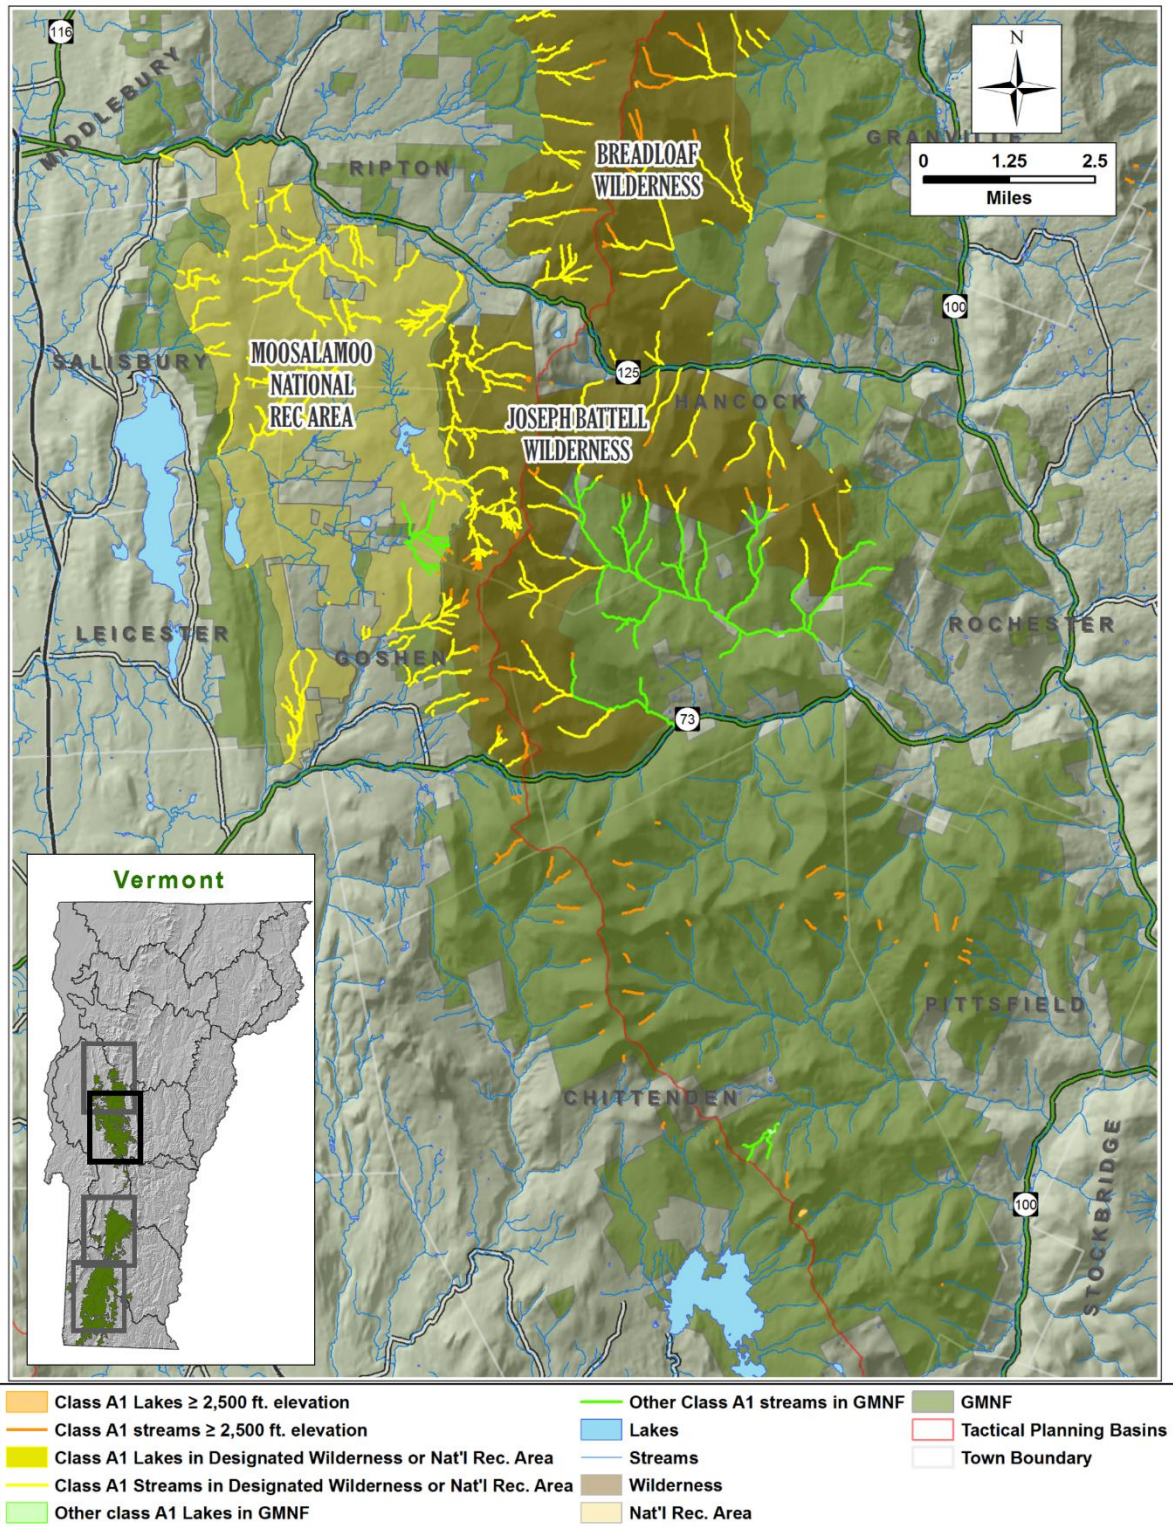 116
N
MIDDLEBURY
GRANVILLE
RIPTON
BREADLOAF
WILDERNESS
0 1.25 2.5
Miles
100
SALISBURY
MOOSALAMOO
NATIONAL
REC AREA
125
HANCOCK
JOSEPH BATTELL
WILDERNESS
LEICESTER
GOSHEN
ROCHESTER
73
Vermont
PITTSFIELD
CHITTENDEN
STOCKBRIDGE
100
Class A1 Lakes ≥ 2,500 ft. elevation
Class A1 streams ≥ 2,500 ft. elevation
Class A1 Lakes in Designated Wilderness or Nat'l Rec. Area
Class A1 Streams in Designated Wilderness or Nat'l Rec. Area
Other class A1 Lakes in GMNF
Other Class A1 streams in GMNF
Lakes
Streams
Wilderness
Nat'l Rec. Area
GMNF
Tactical Planning Basins
Town Boundary